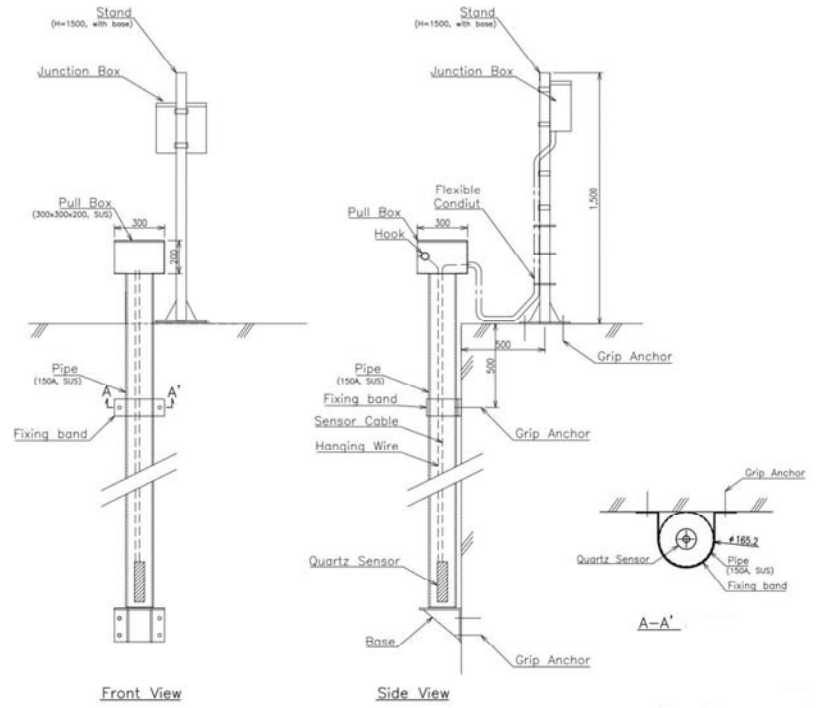 Stand
(H=1500, with base)
Junction Box
Pull Box
(300x300x200, SUS)
300
200
Pipe
(150A, SUS)
A
A'
Fixing band
Front View
Stand
(H=1500, with base)
Junction Box
1,500
Flexible
Condiut
Pull Box
300
Hook
500
500
Grip Anchor
Pipe
(150A, SUS)
Fixing band
Sensor Cable
Grip Anchor
Hanging Wire
Quartz Sensor
Base
Grip Anchor
Side View
Grip Anchor
ø165.2
Quartz Sensor
Pipe
(150A, SUS)
Fixing band
A-A'